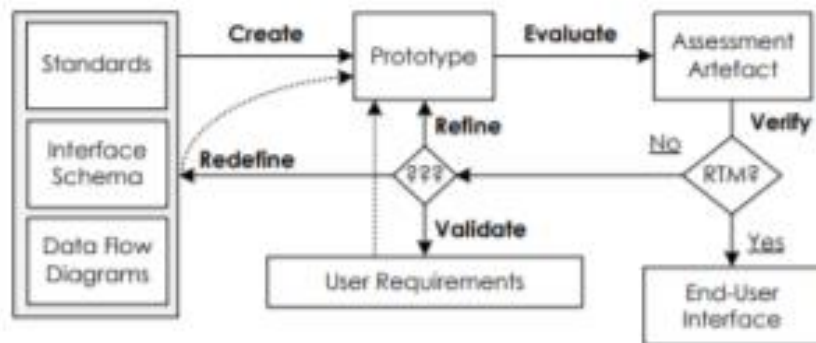 Standards
Interface
Schema
Data Flow
Diagrams
Create
Prototype
Evaluate
Assessment
Artefact
Refine
Redefine
???
Validate
User Requirements
Verify
No
RTM?
Yes
End-User
Interface